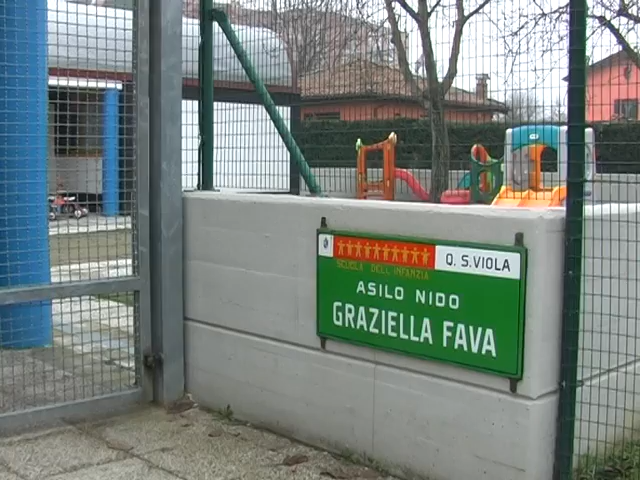 Q. S.VIOLA
SCUOLA DELL'INFANZIA
ASILO NIDO
GRAZIELLA FAVA